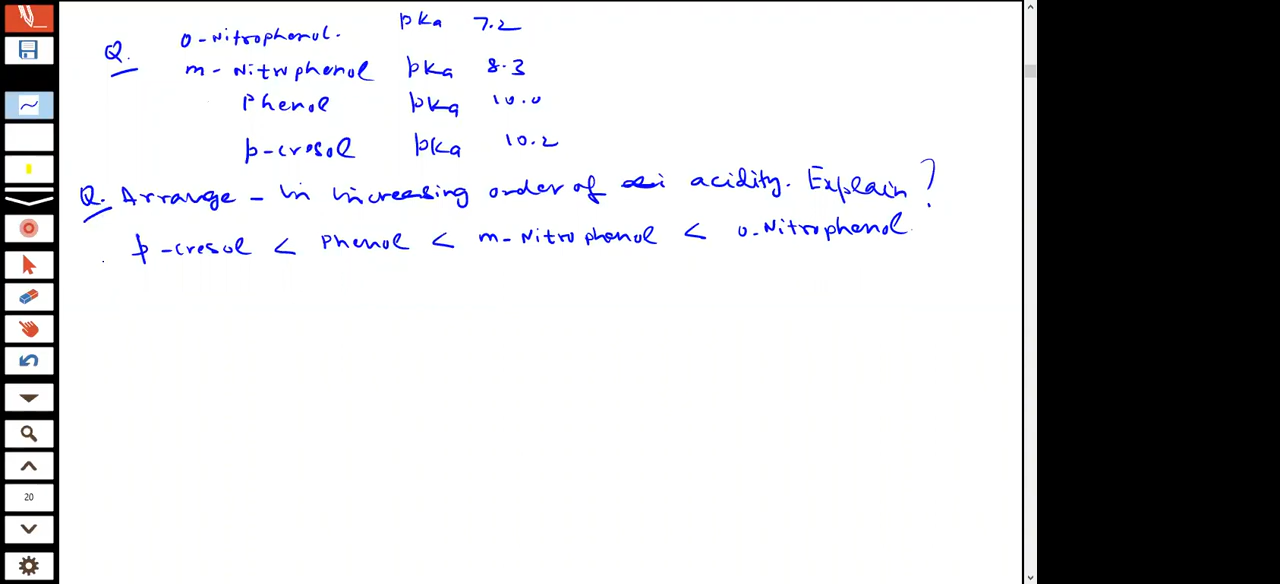 Q. o-Nitrophenol. pka 7.2
m-Nitrophenol pka 8.3
Phenol pka 10.0
p-cresol pka 10.2
Q. Arrange - in increasing order of acidity. Explain?
p-cresol < Phenol < m-Nitrophenol < o-Nitrophenol.
20